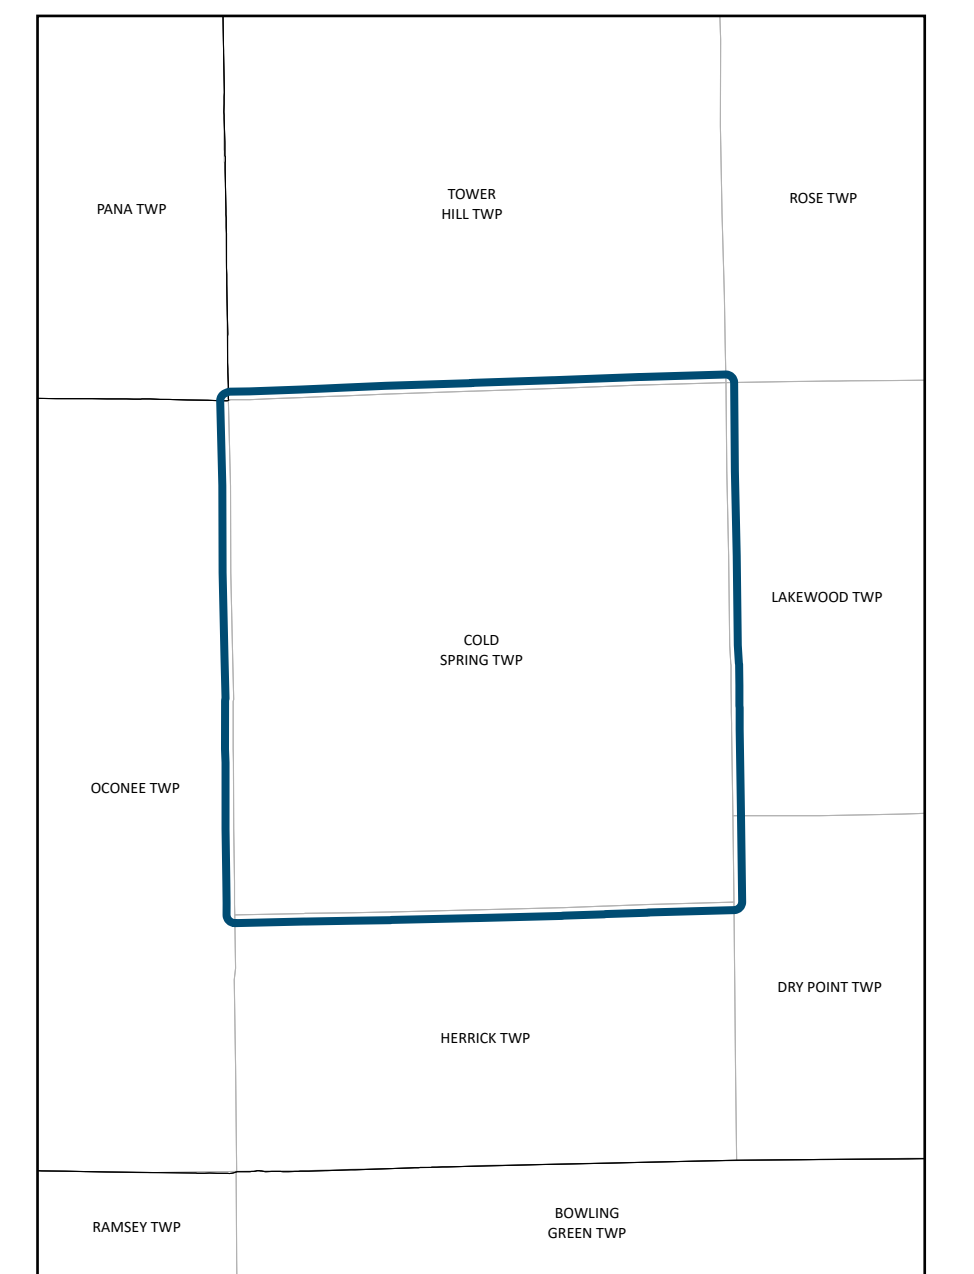 TOWER
HILL TWP
ROSE TWP
PANA TWP
LAKEWOOD TWP
COLD
SPRING TWP
OCONEE TWP
DRY POINT TWP
HERRICK TWP
BOWLING
GREEN TWP
RAMSEY TWP